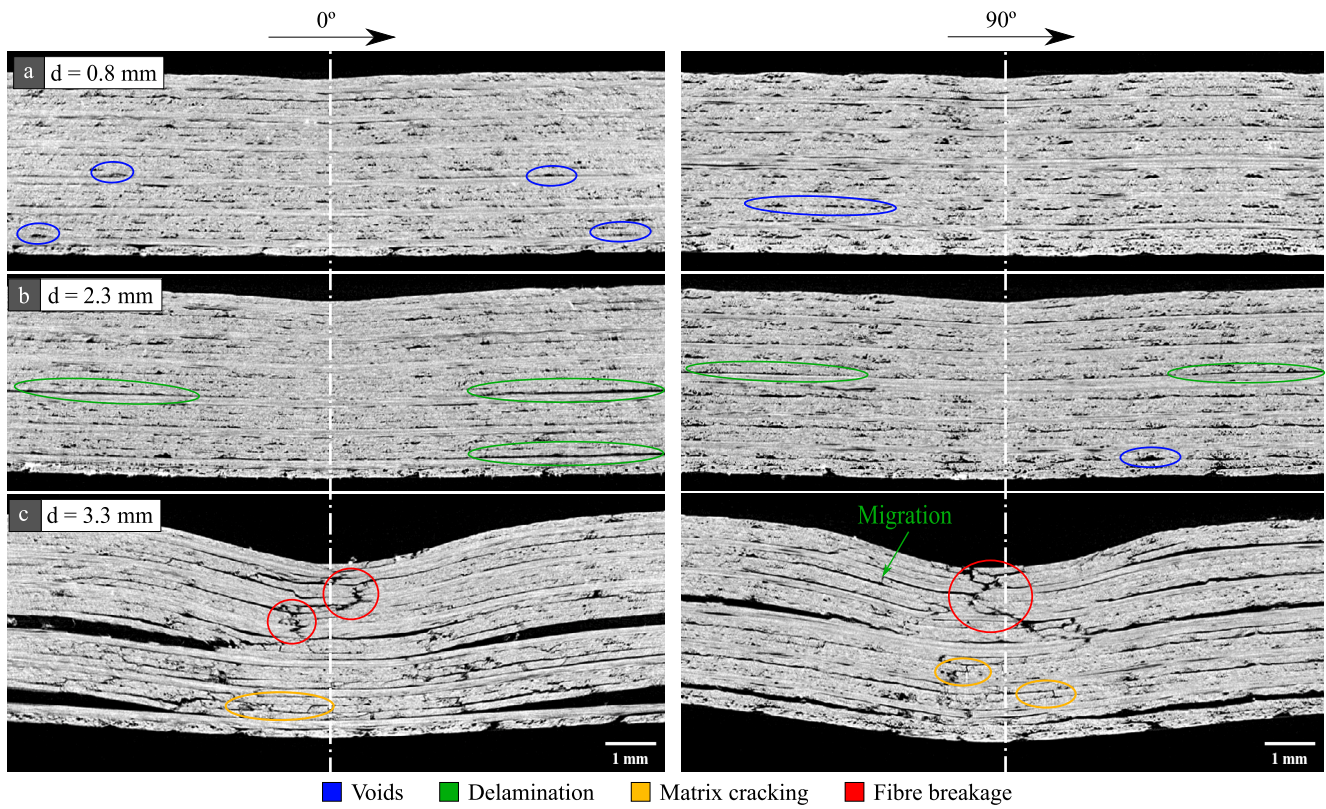 0º
90º
a
d = 0.8 mm
b
d = 2.3 mm
c
d = 3.3 mm
Migration
1 mm
1 mm
Voids
Delamination
Matrix cracking
Fibre breakage